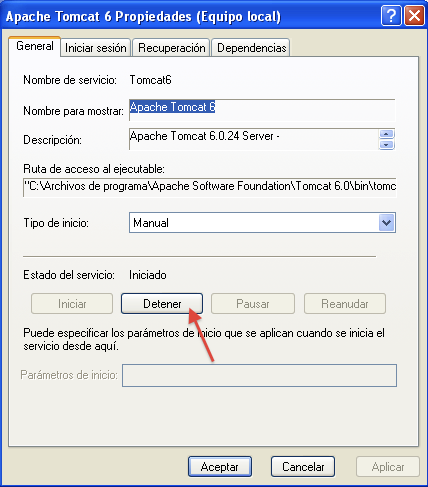 Apache Tomcat 6 Propiedades (Equipo local)
General Iniciar sesión Recuperación Dependencias
Nombre de servicio: Tomcat6
Nombre para mostrar: Apache Tomcat 6
Descripción: Apache Tomcat 6.0.24 Server -
Ruta de acceso al ejecutable:
"C:\Archivos de programa\Apache Software Foundation\Tomcat 6.0\bin\tomc
Tipo de inicio: Manual
Estado del servicio: Iniciado
Iniciar Detener Pausar Reanudar
Puede especificar los parámetros de inicio que se aplican cuando se inicia el
servicio desde aquí.
Parámetros de inicio:
Aceptar Cancelar Aplicar